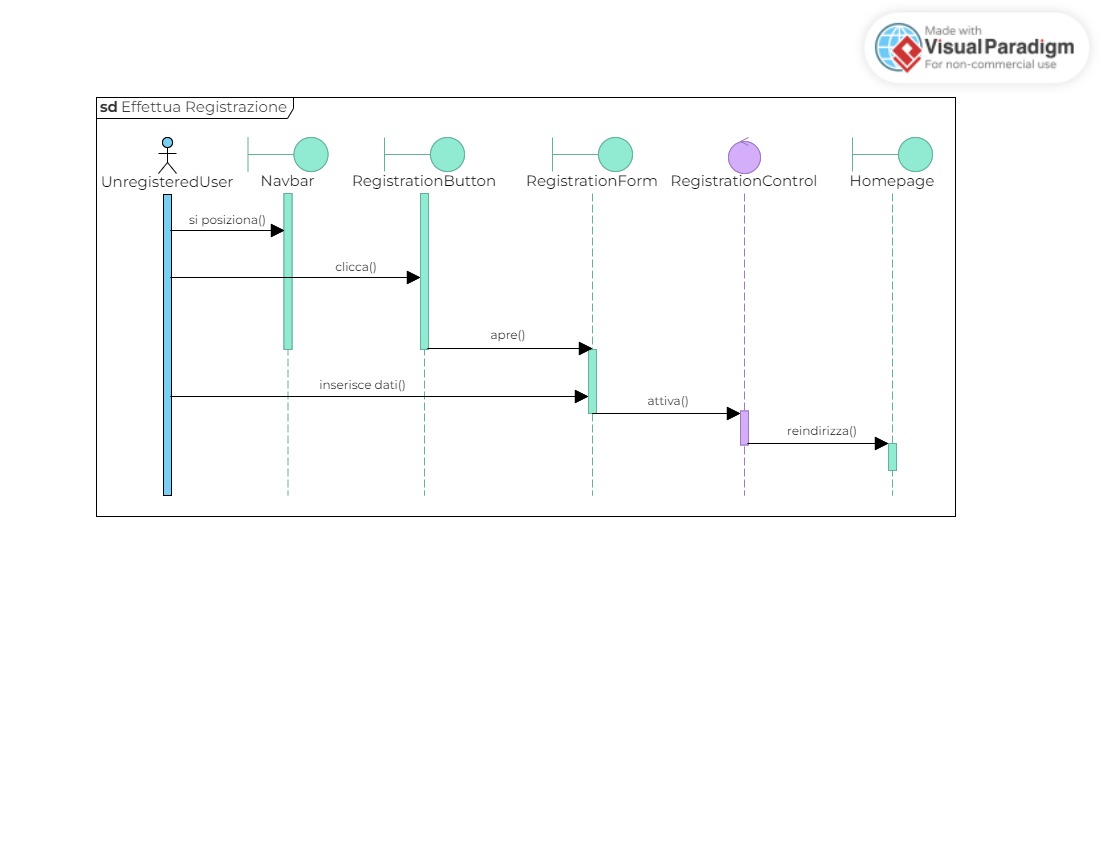 Made with
Visual Paradigm
For non-commercial use
sd Effettua Registrazione
UnregisteredUser Navbar RegistrationButton RegistrationForm RegistrationControl Homepage
si posiziona()
clicca()
apre()
inserisce dati()
attiva()
reindirizza()